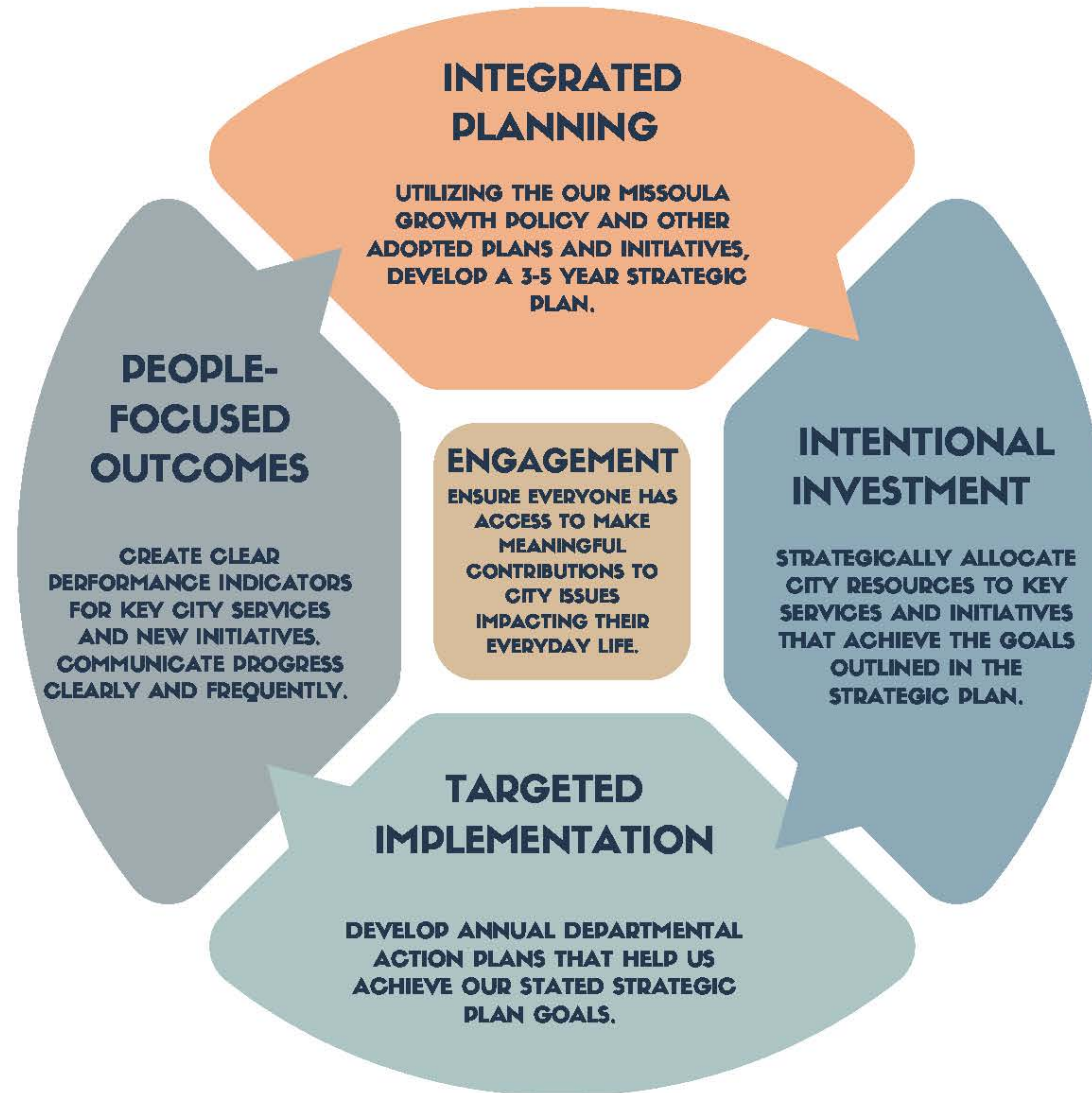 INTEGRATED
PLANNING
UTILIZING THE OUR MISSOULA
GROWTH POLICY AND OTHER
ADOPTED PLANS AND INITIATIVES,
DEVELOP A 3-5 YEAR STRATEGIC
PLAN.
PEOPLE-
FOCUSED
OUTCOMES
CREATE CLEAR
PERFORMANCE INDICATORS
FOR KEY CITY SERVICES
AND NEW INITIATIVES.
COMMUNICATE PROGRESS
CLEARLY AND FREQUENTLY.
ENGAGEMENT
ENSURE EVERYONE HAS
ACCESS TO MAKE
MEANINGFUL
CONTRIBUTIONS TO
CITY ISSUES
IMPACTING THEIR
EVERYDAY LIFE.
INTENTIONAL
INVESTMENT
STRATEGICALLY ALLOCATE
CITY RESOURCES TO KEY
SERVICES AND INITIATIVES
THAT ACHIEVE THE GOALS
OUTLINED IN THE
STRATEGIC PLAN.
TARGETED
IMPLEMENTATION
DEVELOP ANNUAL DEPARTMENTAL
ACTION PLANS THAT HELP US
ACHIEVE OUR STATED STRATEGIC
PLAN GOALS.